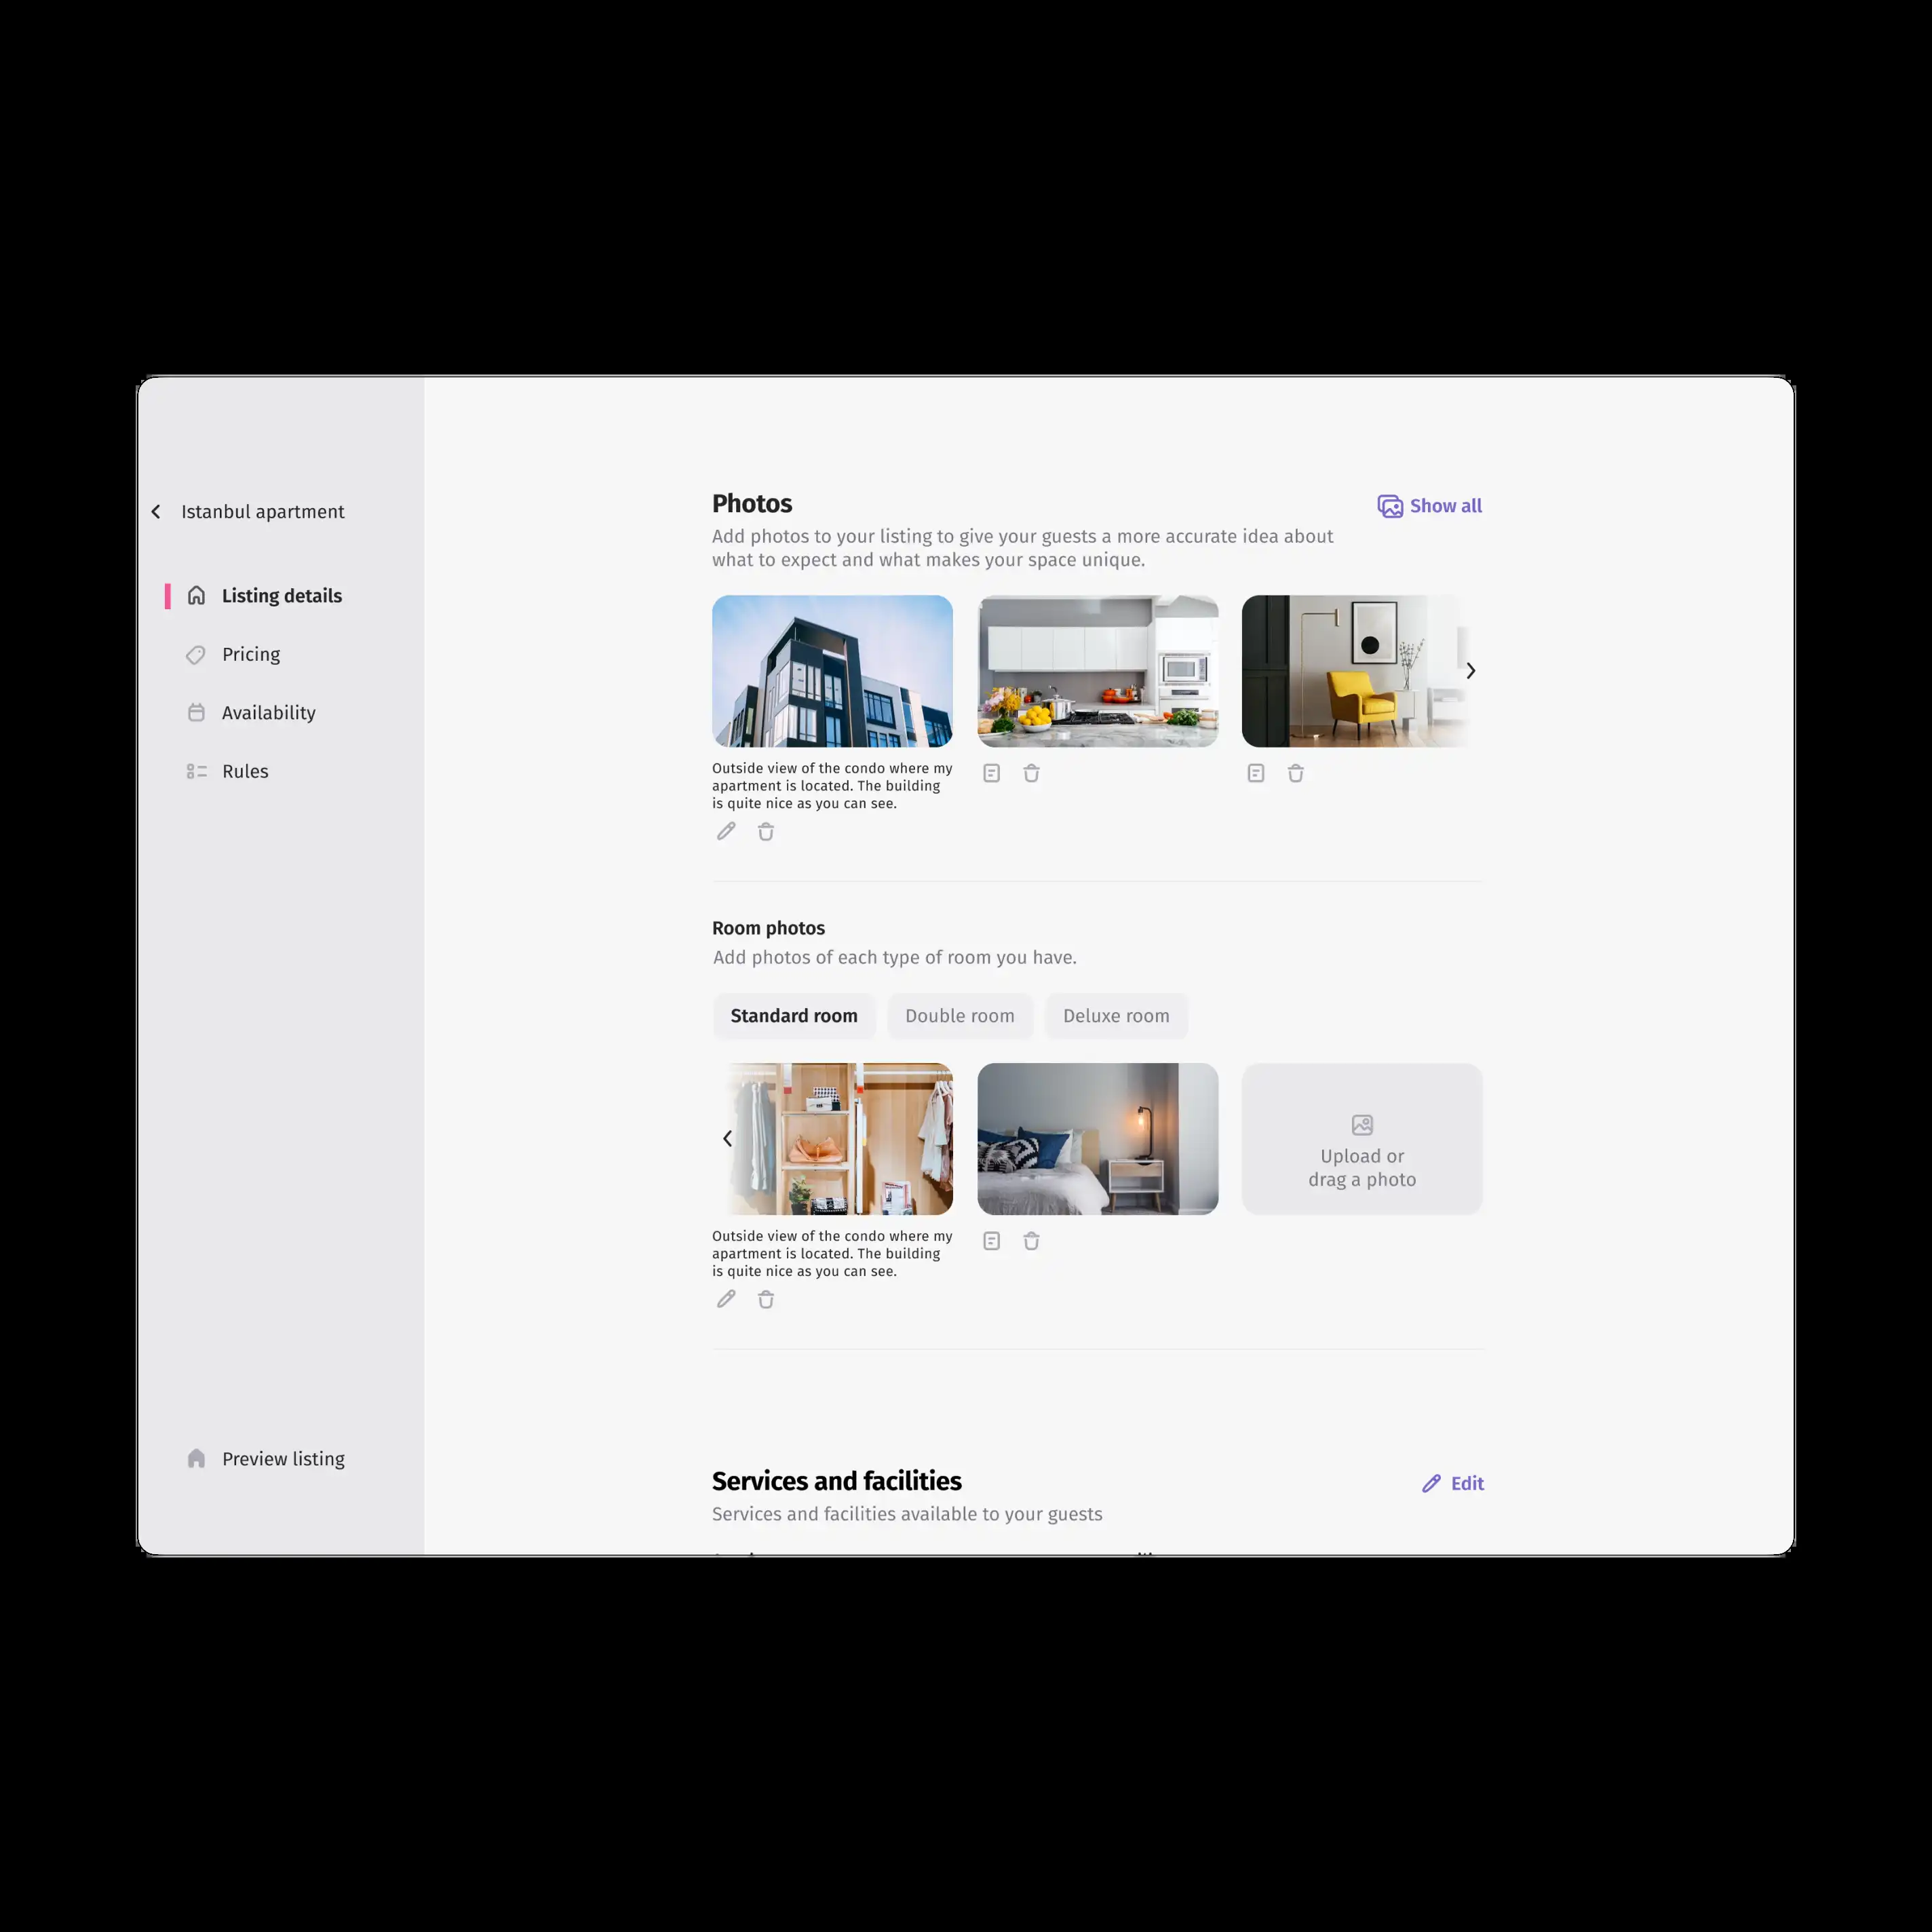 Istanbul apartment
Listing details
Pricing
Availability
Rules
Preview listing
Photos
Show all
Add photos to your listing to give your guests a more accurate idea about
what to expect and what makes your space unique.
Outside view of the condo where my
apartment is located. The building
is quite nice as you can see.
Room photos
Add photos of each type of room you have.
Standard room
Double room
Deluxe room
Upload or
drag a photo
Outside view of the condo where my
apartment is located. The building
is quite nice as you can see.
Services and facilities
Edit
Services and facilities available to your guests